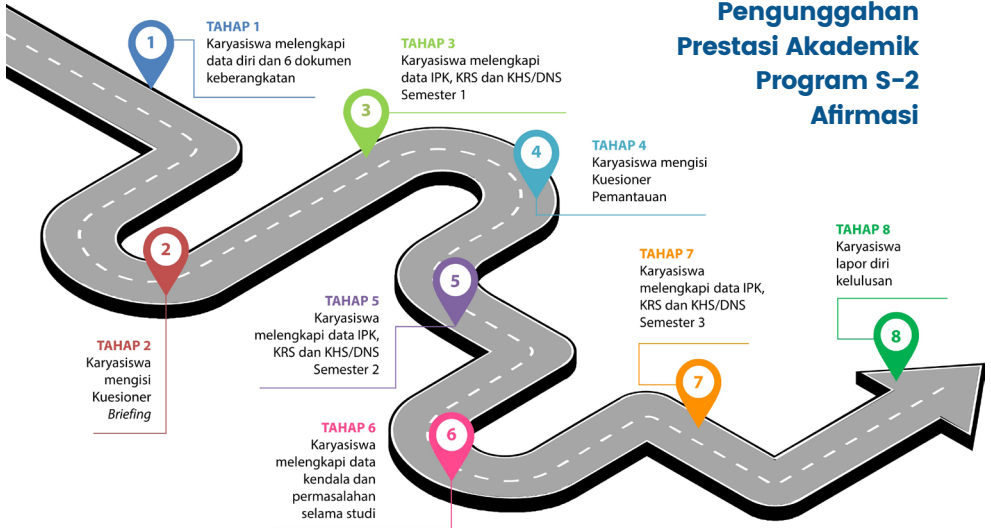 Pengunggahan
Prestasi Akademik
Program S-2
Afirmasi
1
TAHAP 1
Karyasiswa melengkapi
data diri dan 6 dokumen
keberangkatan
2
TAHAP 2
Karyasiswa
mengisi
Kuesioner
Briefing
3
TAHAP 3
Karyasiswa melengkapi
data IPK, KRS dan KHS/DNS
Semester 1
4
TAHAP 4
Karyasiswa mengisi
Kuesioner
Pemantauan
5
TAHAP 5
Karyasiswa
melengkapi data IPK,
KRS dan KHS/DNS
Semester 2
6
TAHAP 6
Karyasiswa
melengkapi data
kendala dan
permasalahan
selama studi
7
TAHAP 7
Karyasiswa
melengkapi data IPK,
KRS dan KHS/DNS
Semester 3
8
TAHAP 8
Karyasiswa
lapor diri
kelulusan